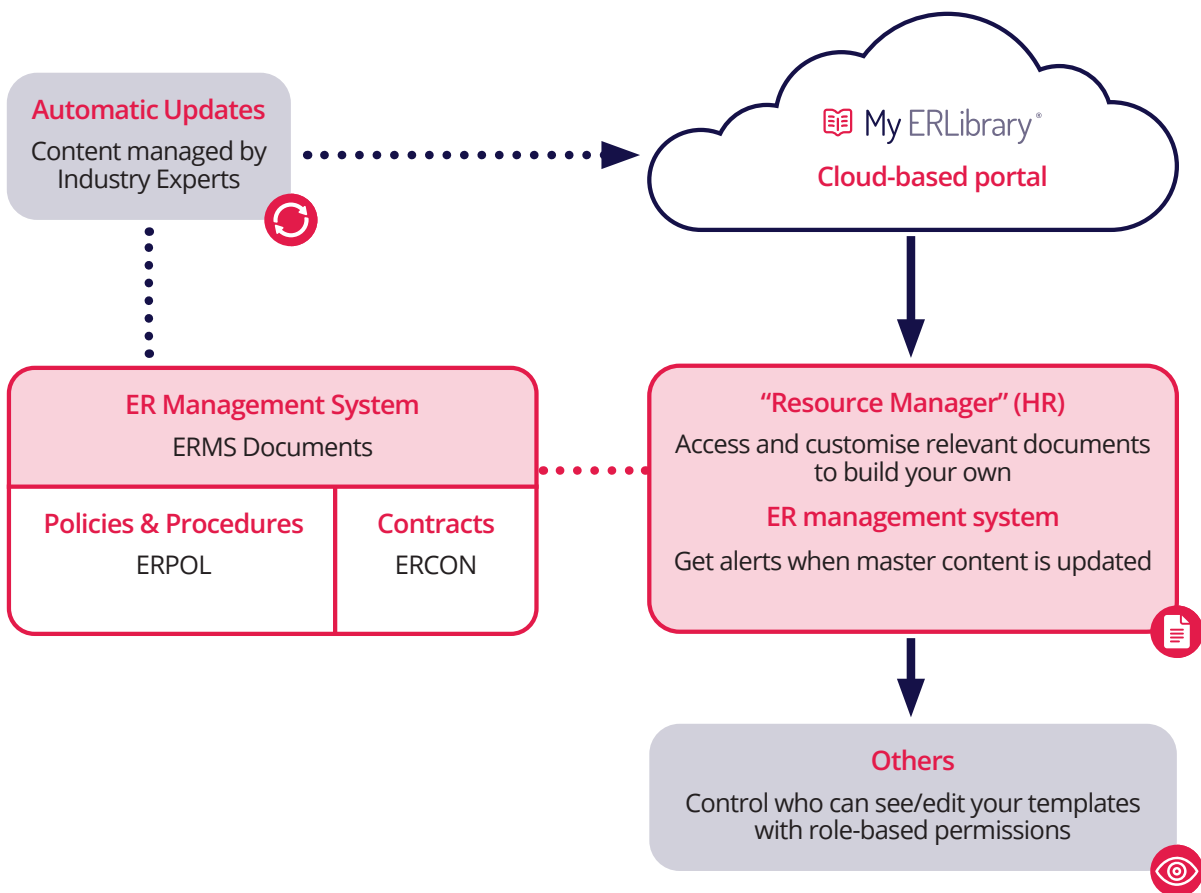 Automatic Updates
Content managed by
Industry Experts
My ERLibrary®
Cloud-based portal
ER Management System
ERMS Documents
Policies & Procedures
ERPOL
Contracts
ERCON
“Resource Manager” (HR)
Access and customise relevant documents
to build your own
ER management system
Get alerts when master content is updated
Others
Control who can see/edit your templates
with role-based permissions